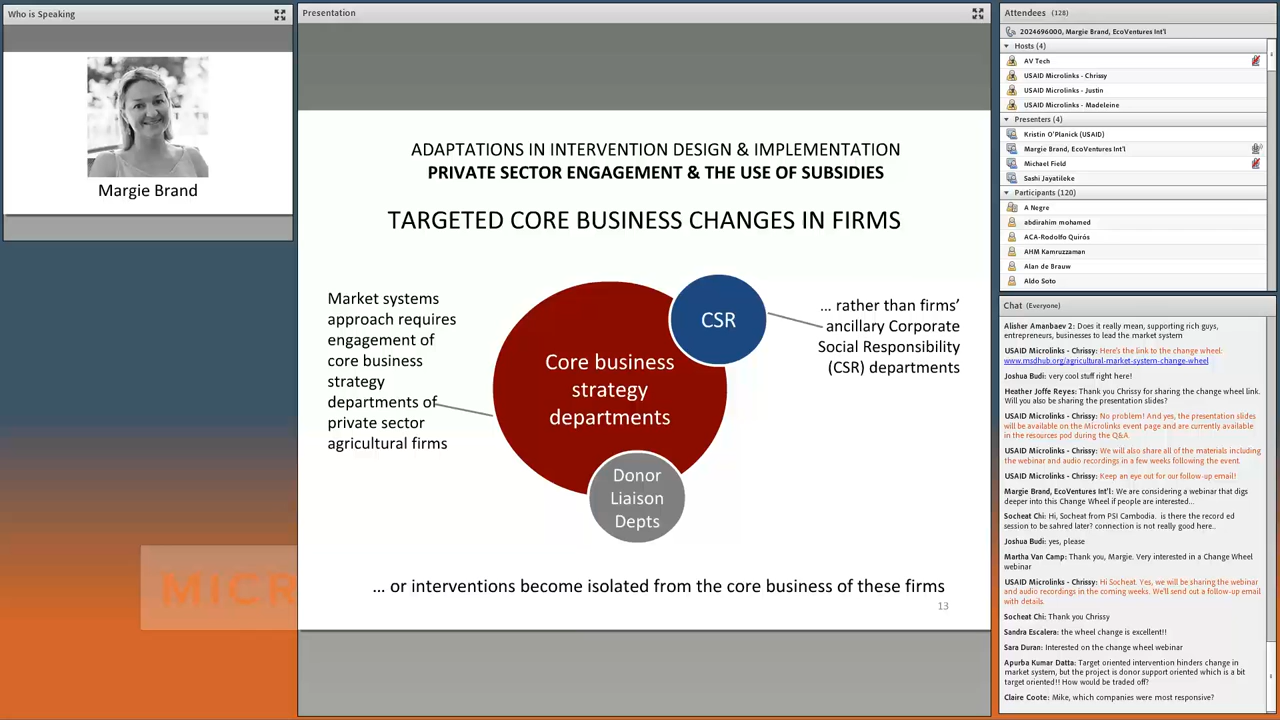 Who is Speaking
Margie Brand
Presentation
ADAPTATIONS IN INTERVENTION DESIGN & IMPLEMENTATION
PRIVATE SECTOR ENGAGEMENT & THE USE OF SUBSIDIES
TARGETED CORE BUSINESS CHANGES IN FIRMS
Market systems
approach requires
engagement of
core business
strategy
departments of
private sector
agricultural firms
Core business
strategy
departments
CSR
Donor
Liaison
Depts
... rather than firms’
ancillary Corporate
Social Responsibility
(CSR) departments
... or interventions become isolated from the core business of these firms
13
MICR
Attendees (128)
2024696000, Margie Brand, EcoVentures Int'l
Hosts (4)
AV Tech
USAID Microlinks - Chrissy
USAID Microlinks - Justin
USAID Microlinks - Madeleine
Presenters (4)
Kristin O'Planick (USAID)
Margie Brand, EcoVentures Int'l
Michael Field
Sashi Jayatileke
Participants (120)
A Negre
abdirahim mohamed
ACA-Rodolfo Quirós
AHM Kamruzzaman
Alan de Brauw
Aldo Soto
Chat (Everyone)
Alisher Amanbaev 2: Does it really mean, supporting rich guys,
entrepreneurs, businesses to lead the market system
USAID Microlinks - Chrissy: Here's the link to the change wheel:
www.msdhub.org/agricultural-market-system-change-wheel
Joshua Budi: very cool stuff right here!
Heather Joffe Reyes: Thank you Chrissy for sharing the change wheel link.
Will you also be sharing the presentation slides?
USAID Microlinks - Chrissy: No problem! And yes, the presentation slides
will be available on the Microlinks event page and are currently available
in the resources pod during the Q&A.
USAID Microlinks - Chrissy: We will also share all of the materials including
the webinar and audio recordings in a few weeks following the event.
USAID Microlinks - Chrissy: Keep an eye out for our follow-up email!
Margie Brand, EcoVentures Int'l: We are considering a webinar that digs
deeper into this Change Wheel if people are interested...
Socheat Chi: Hi, Socheat from PSI Cambodia. is there the record ed
session to be sahred later? connection is not really good here..
Joshua Budi: yes, please
Martha Van Camp: Thank you, Margie. Very interested in a Change Wheel
webinar
USAID Microlinks - Chrissy: Hi Socheat. Yes, we will be sharing the webinar
and audio recordings in the coming weeks. We'll send out a follow-up email
with details.
Socheat Chi: Thank you Chrissy
Sandra Escalera: the wheel change is excellent!!
Sara Duran: Interested on the change wheel webinar
Apurba Kumar Datta: Target oriented intervention hinders change in
market system, but the project is donor support oriented which is a bit
target oriented!! How would be traded off?
Claire Coote: Mike, which companies were most responsive?